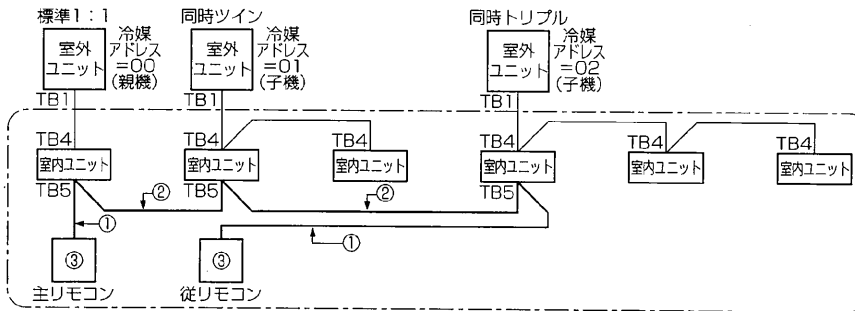 標準1：1
室外
ユニット
冷媒
アドレス
=00
(親機)
TB1
同時ツイン
室外
ユニット
冷媒
アドレス
=01
(子機)
TB1
同時トリプル
室外
ユニット
冷媒
アドレス
=02
(子機)
TB1
TB4
室内ユニット
TB5
TB4
室内ユニット
TB5
TB4
室内ユニット
TB4
室内ユニット
TB5
TB4
室内ユニット
TB4
室内ユニット
②
②
①
①
③
主リモコン
③
従リモコン